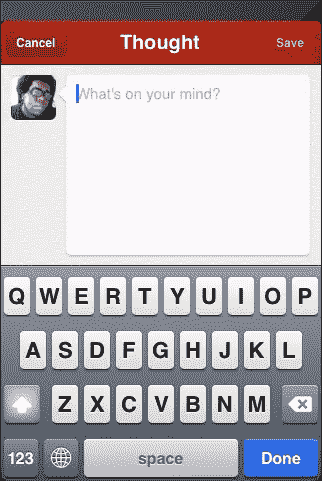 Cancel Thought Save
What's on your mind?
Q W E R T Y U I O P
A S D F G H J K L
Z X C V B N M
123 space Done